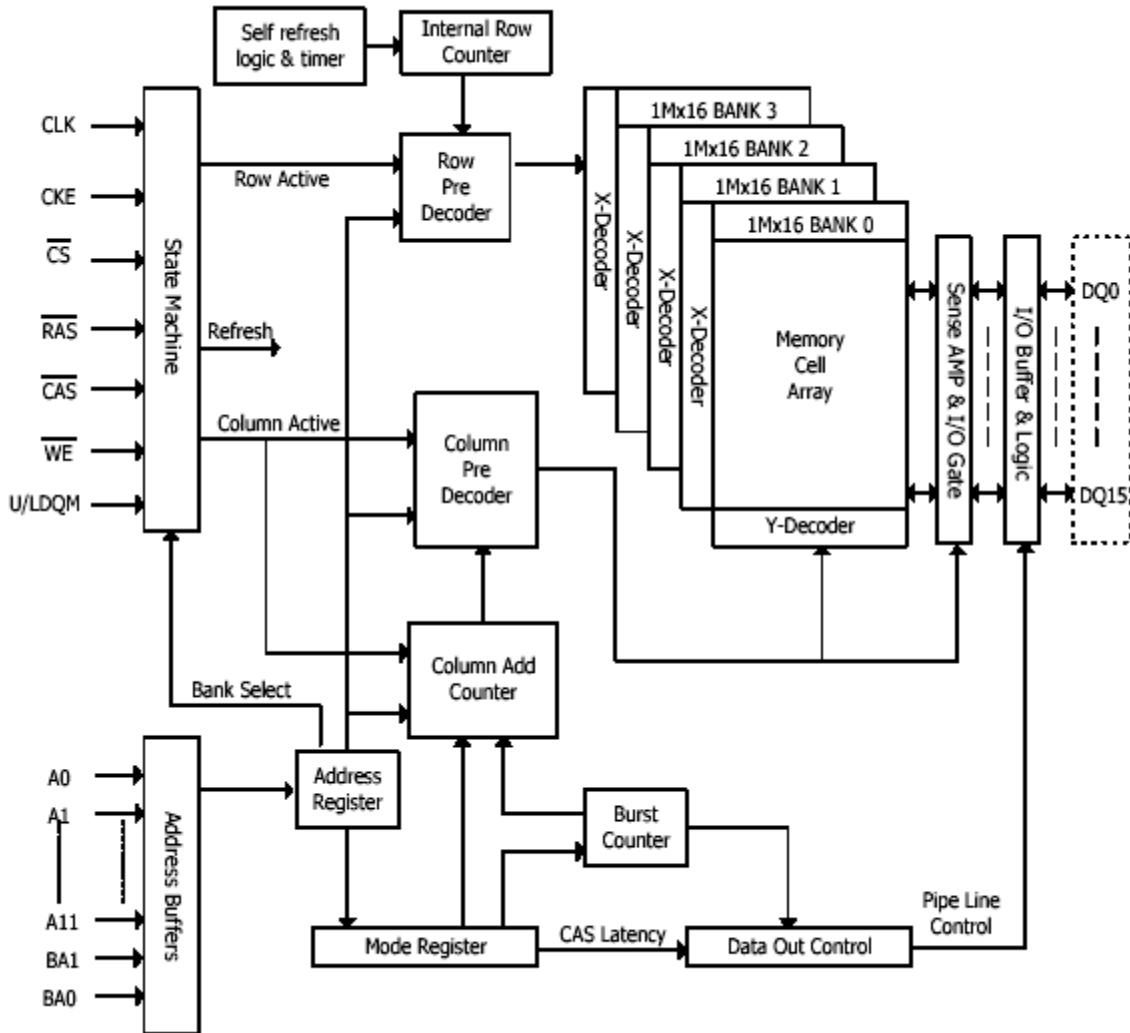 Self refresh
logic & timer
Internal Row
Counter
CLK
CKE
CS
RAS
CAS
WE
U/LDQM
State Machine
Row Active
Refresh
Column Active
Row
Pre
Decoder
Column
Pre
Decoder
Column Add
Counter
Bank Select
1Mx16 BANK 3
1Mx16 BANK 2
1Mx16 BANK 1
1Mx16 BANK 0
X-Decoder
X-Decoder
X-Decoder
X-Decoder
Memory
Cell
Array
Y-Decoder
Sense AMP & I/O Gate
I/O Buffer & Logic
DQ0
DQ15
A0
A1
A11
BA1
BA0
Address Buffers
Address
Register
Burst
Counter
Mode Register
CAS Latency
Data Out Control
Pipe Line
Control